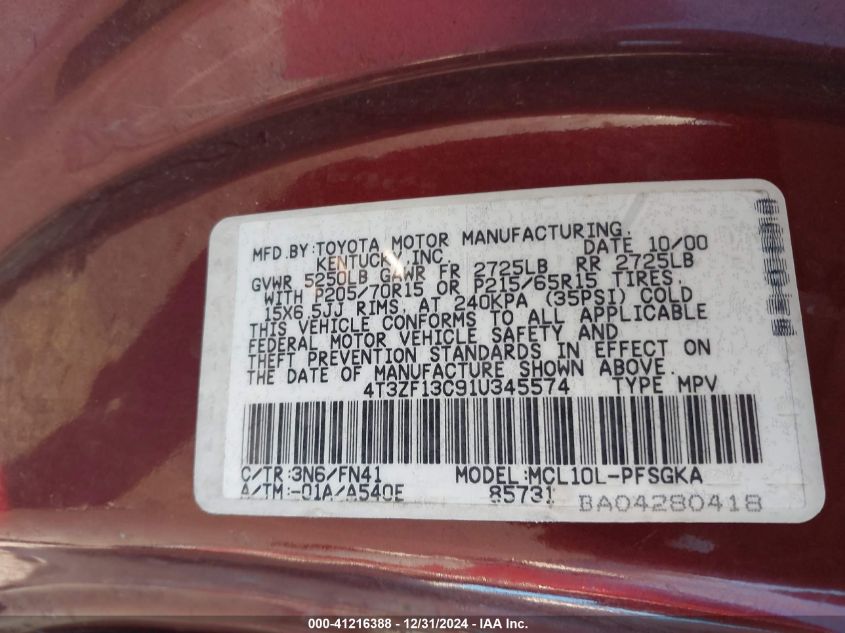 MFD.BY:TOYOTA MOTOR MANUFACTURING.
KENTUCKY,INC. DATE 10/00
GVWR 5250LB GAWR FR 2725LB RR 2725LB
WITH P205/70R15 OR P215/65R15 TIRES,
15X6.5JJ RIMS, AT 240KPA (35PSI) COLD
THIS VEHICLE CONFORMS TO ALL APPLICABLE
FEDERAL MOTOR VEHICLE SAFETY AND
THEFT PREVENTION STANDARDS IN EFFECT ON
THE DATE OF MANUFACTURE SHOWN ABOVE.
4T3ZF13C91U345574 TYPE MPV
C/TR:3N6/FN41 MODEL:MCL10L-PFSGKA
A/TM:-01A/A540E 85731
BA04280418
000-41216388 - 12/31/2024 - IAA Inc.